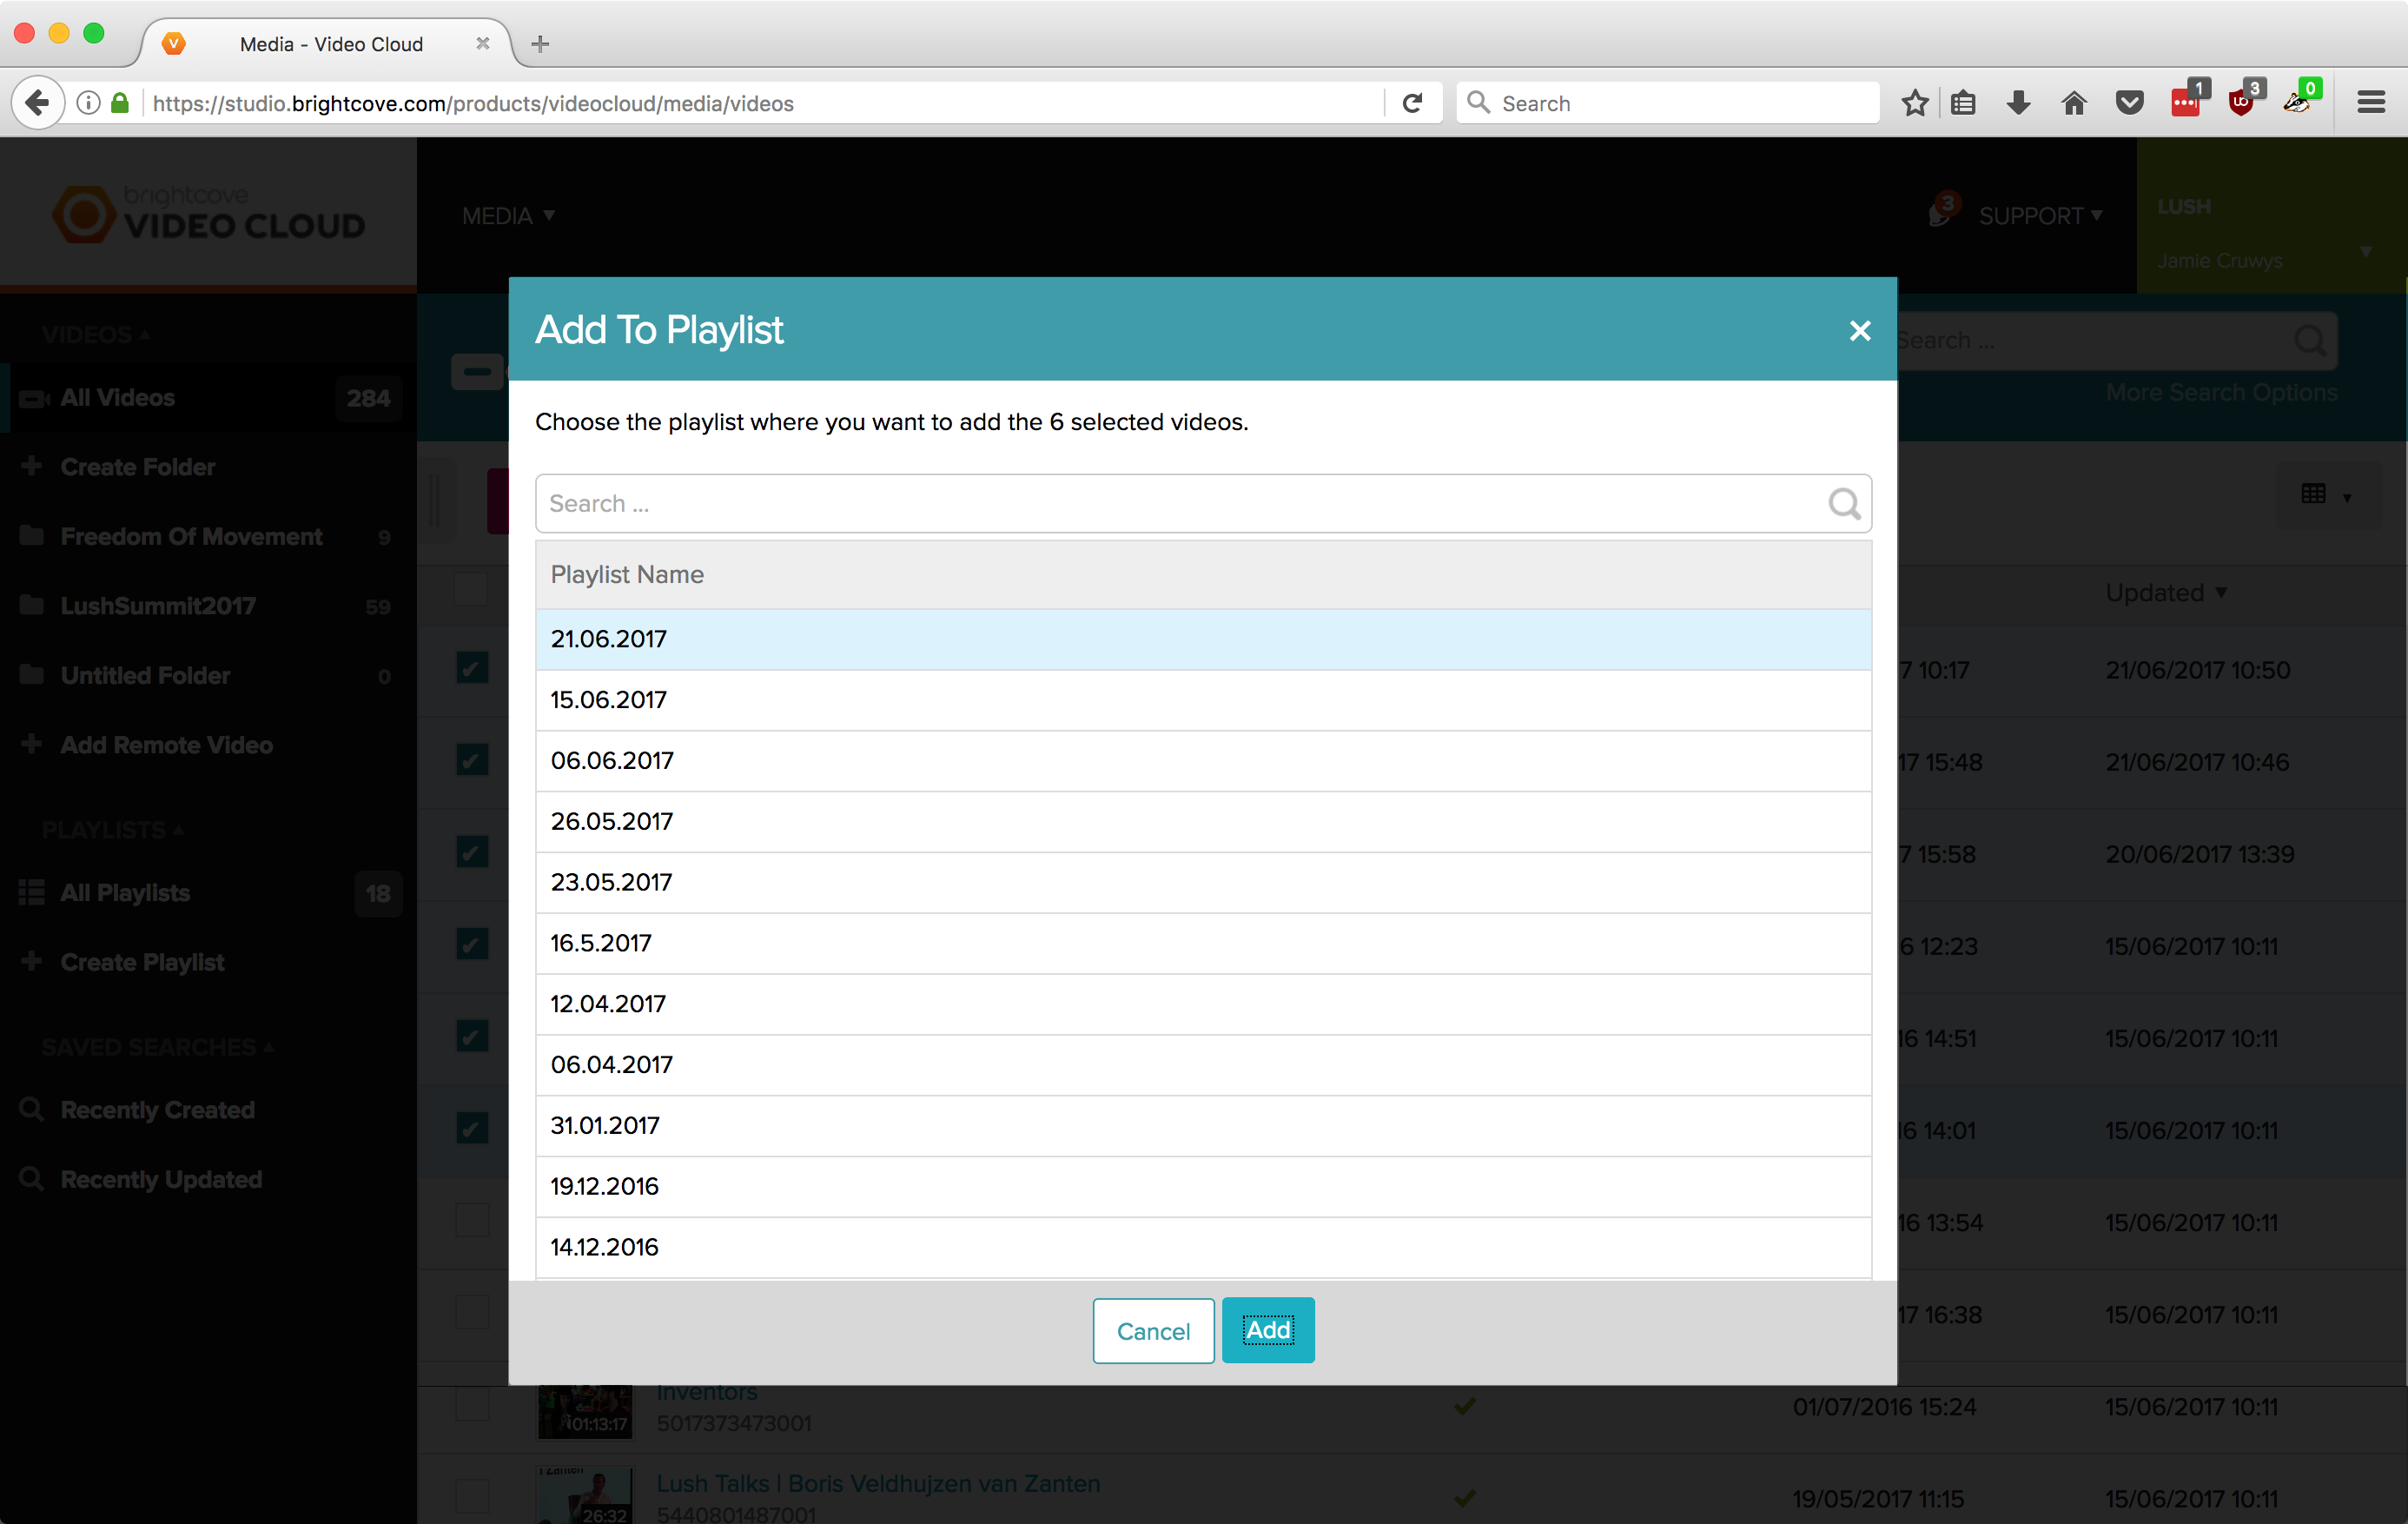 Media - Video Cloud
https://studio.brightcove.com/products/videocloud/media/videos
Search
1
3
0
brightcove
VIDEO CLOUD
MEDIA
3
SUPPORT
LUSH
Jamie Cruwys
VIDEOS
All Videos 284
Create Folder
Freedom Of Movement 9
LushSummit2017 59
Untitled Folder 0
Add Remote Video
PLAYLISTS
All Playlists 18
Create Playlist
SAVED SEARCHES
Recently Created
Recently Updated
Search ...
More Search Options
Add To Playlist
Choose the playlist where you want to add the 6 selected videos.
Search ...
Playlist Name
21.06.2017
15.06.2017
06.06.2017
26.05.2017
23.05.2017
16.5.2017
12.04.2017
06.04.2017
31.01.2017
19.12.2016
14.12.2016
Cancel
Add
Updated
7 10:17 21/06/2017 10:50
17 15:48 21/06/2017 10:46
7 15:58 20/06/2017 13:39
6 12:23 15/06/2017 10:11
16 14:51 15/06/2017 10:11
16 14:01 15/06/2017 10:11
16 13:54 15/06/2017 10:11
17 16:38 15/06/2017 10:11
Inventors
01:13:17
5017373473001
01/07/2016 15:24 15/06/2017 10:11
Lush Talks | Boris Veldhuijzen van Zanten
26:32
5440801487001
19/05/2017 11:15 15/06/2017 10:11